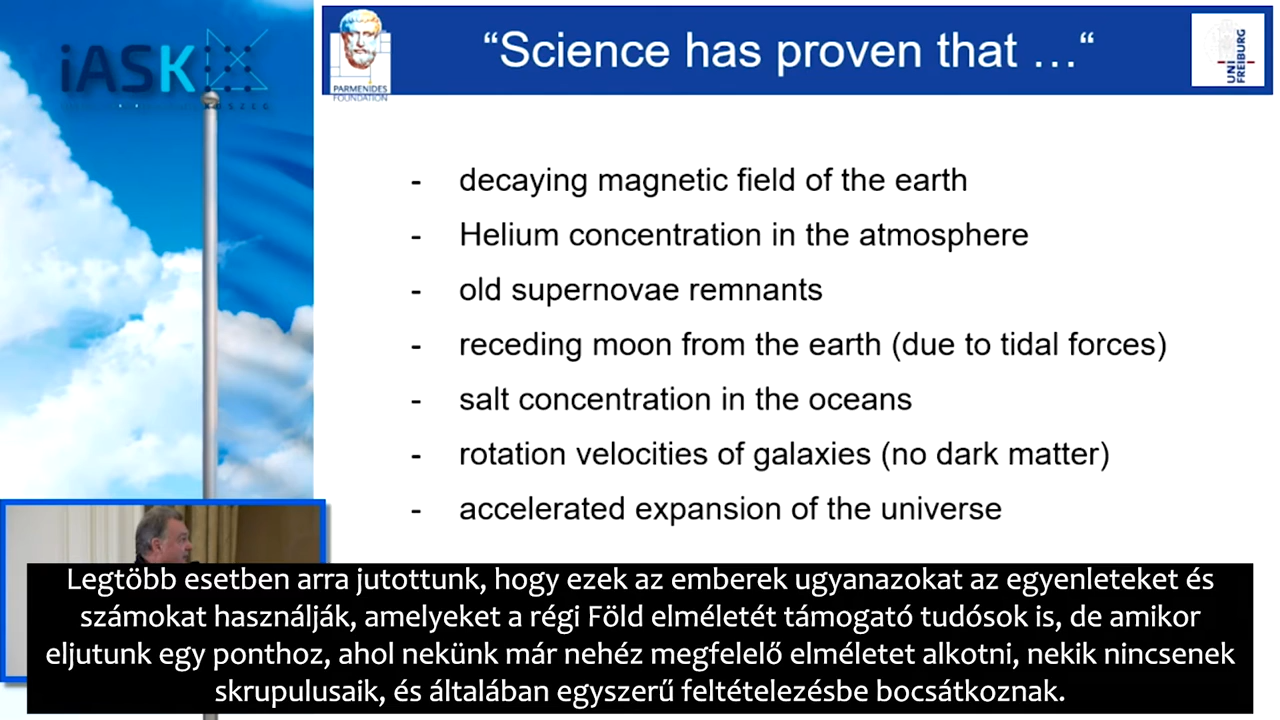 iASK
KŐSZEG
PARMENIDES
FOUNDATION
“Science has proven that …“
UNI
FREIBURG
- decaying magnetic field of the earth
- Helium concentration in the atmosphere
- old supernovae remnants
- receding moon from the earth (due to tidal forces)
- salt concentration in the oceans
- rotation velocities of galaxies (no dark matter)
- accelerated expansion of the universe
Legtöbb esetben arra jutottunk, hogy ezek az emberek ugyanazokat az egyenleteket és
számokat használják, amelyeket a régi Föld elméletét támogató tudósok is, de amikor
eljutunk egy ponthoz, ahol nekünk már nehéz megfelelő elméletet alkotni, nekik nincsenek
skrupulusaik, és általában egyszerű feltételezésbe bocsátkoznak.